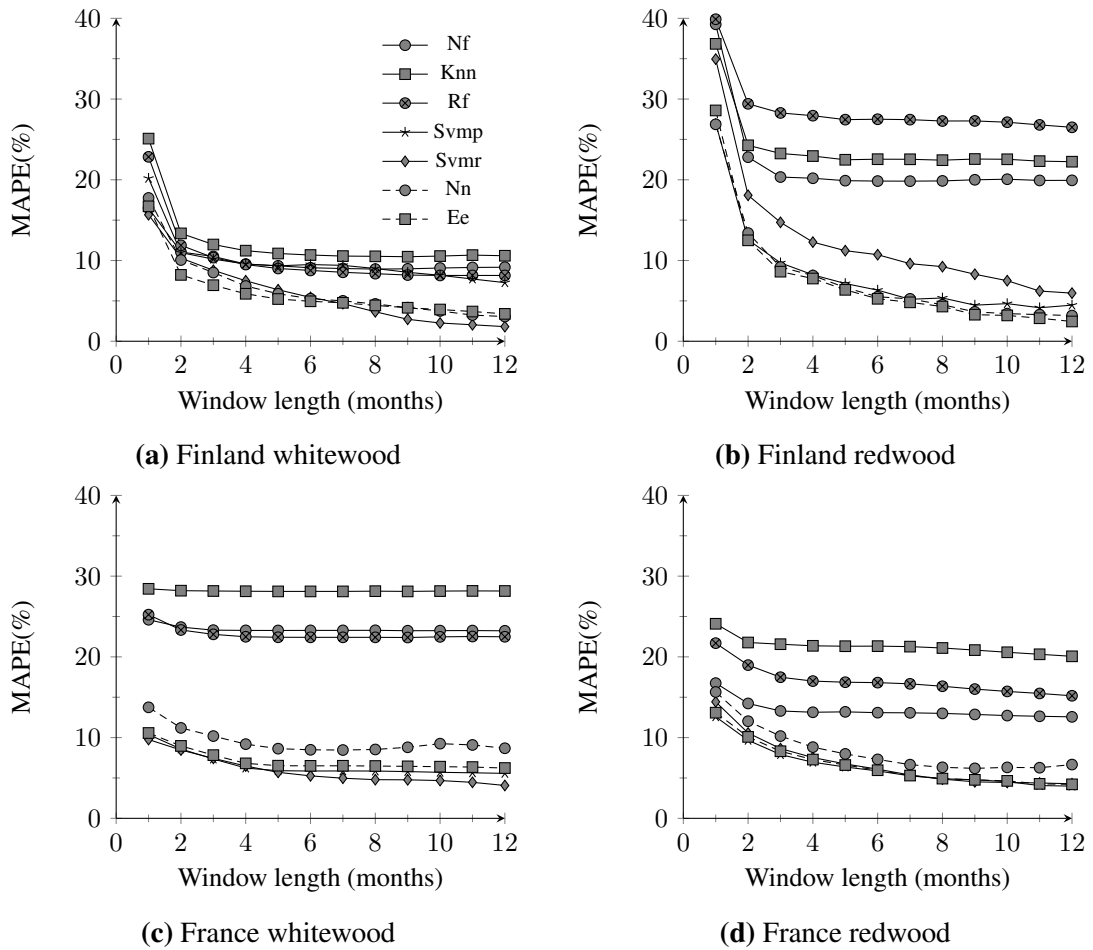 40
30
20
10
0
MAPE(%)
0 2 4 6 8 10 12
Window length (months)
Nf
Knn
Rf
Svmp
Svmr
Nn
Ee
(a) Finland whitewood
40
30
20
10
0
MAPE(%)
0 2 4 6 8 10 12
Window length (months)
(b) Finland redwood
40
30
20
10
0
MAPE(%)
0 2 4 6 8 10 12
Window length (months)
(c) France whitewood
40
30
20
10
0
MAPE(%)
0 2 4 6 8 10 12
Window length (months)
(d) France redwood